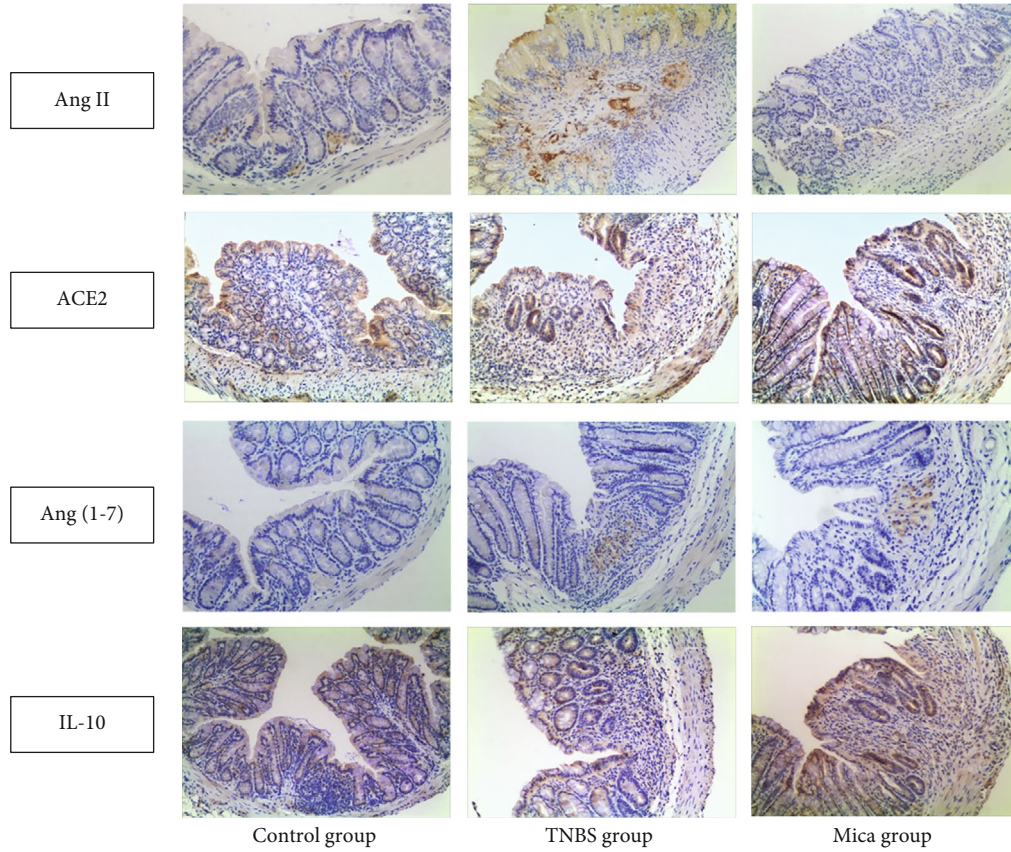 Ang II
ACE2
Ang (1-7)
IL-10
Control group
TNBS group
Mica group